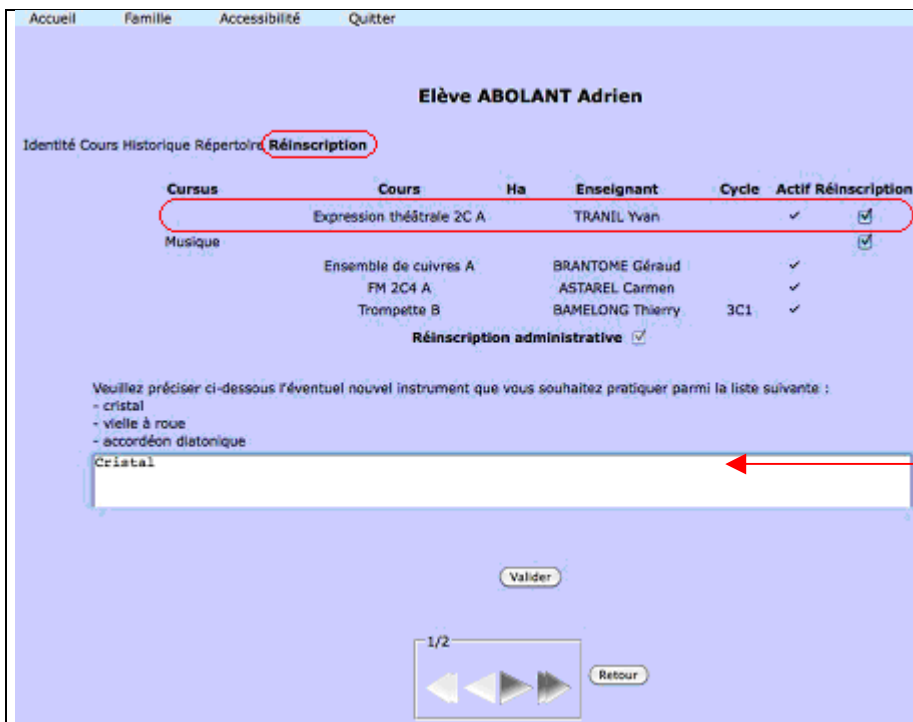 Accueil Famille Accessibilité Quitter
Elève ABOLANT Adrien
Identité Cours Historique Répertoire Réinscription
Cursus Cours Ha Enseignant Cycle Actif Réinscription
Expression théâtrale 2C A TRANIL Yvan ✓
Musique
Ensemble de cuivres A BRANTOME Géraud ✓
FM 2C4 A ASTAREL Carmen ✓
Trompette B BAMELONG Thierry 3C1 ✓
Réinscription administrative
Veuillez préciser ci-dessous l'éventuel nouvel instrument que vous souhaitez pratiquer parmi la liste suivante :
- cristal
- vielle à roue
- accordéon diatonique
Cristal
Valider
1/2
Retour